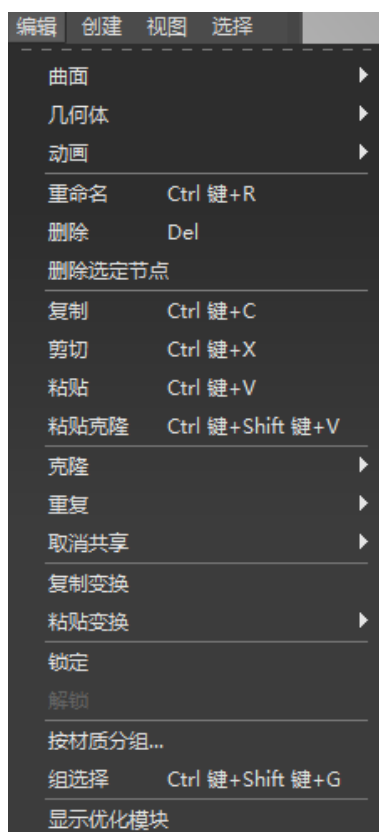 编辑 创建 视图 选择
曲面
几何体
动画
重命名 Ctrl 键+R
删除 Del
删除选定节点
复制 Ctrl 键+C
剪切 Ctrl 键+X
粘贴 Ctrl 键+V
粘贴克隆 Ctrl 键+Shift 键+V
克隆
重复
取消共享
复制变换
粘贴变换
锁定
解锁
按材质分组...
组选择 Ctrl 键+Shift 键+G
显示优化模块